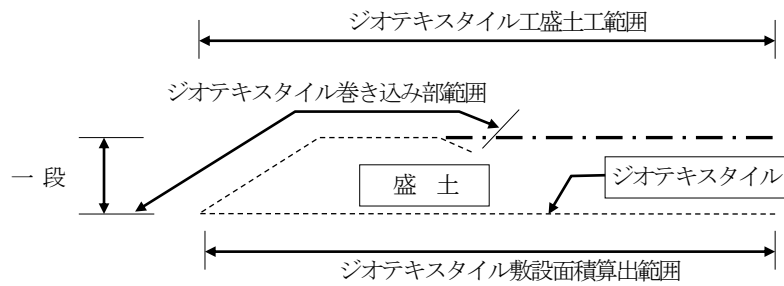 ジオテキスタイル工盛土工範囲
ジオテキスタイル巻き込み部範囲
一 段
盛 土
ジオテキスタイル
ジオテキスタイル敷設面積算出範囲